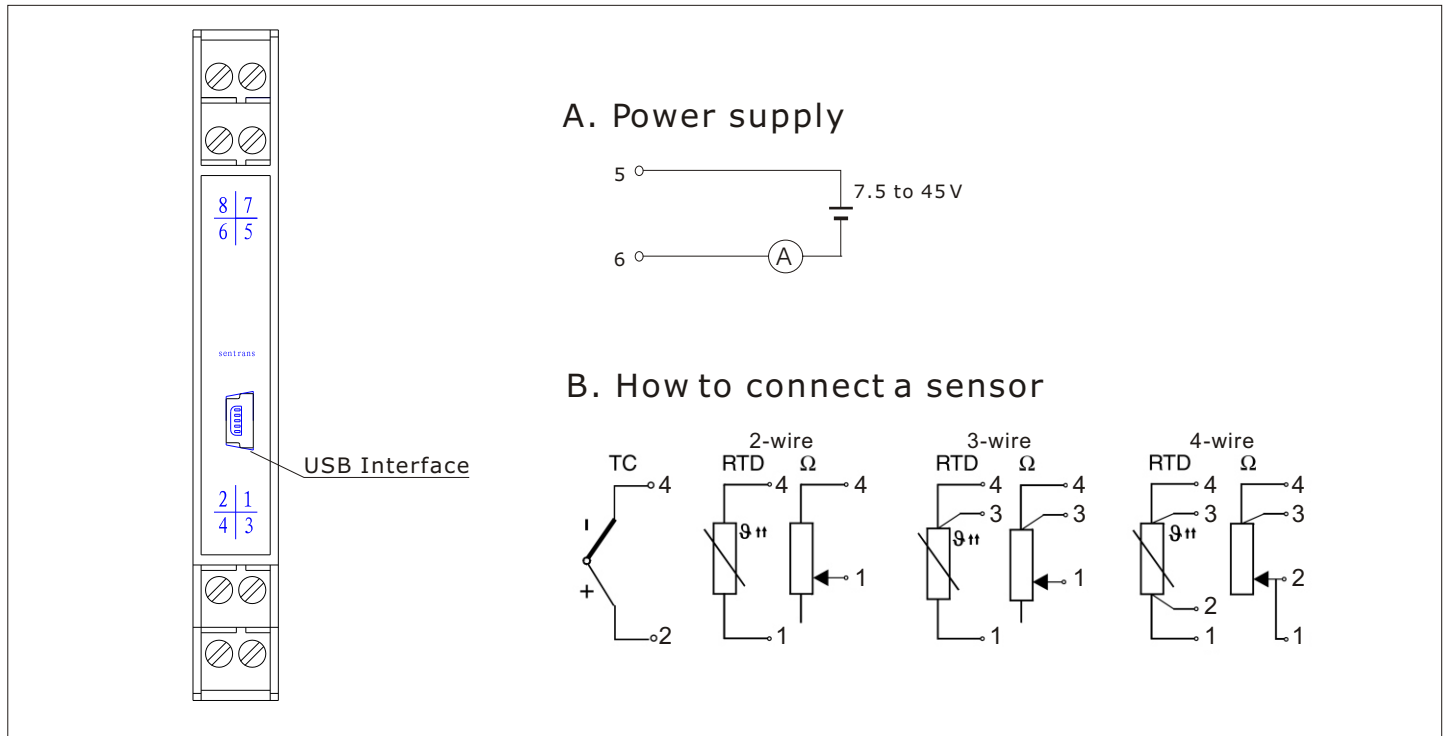 8 7
6 5
sentrans
USB Interface
2 1
4 3
A. Power supply
5
7.5 to 45 V
6
A
B. How to connect a sensor
2-wire
3-wire
4-wire
TC
RTD
Ω
RTD
Ω
RTD
Ω
4
4
4
4
4
4
4
3
3
3
3
-
ϑ
ϑ
ϑ
+
1
1
2
2
2
1
1
1
1